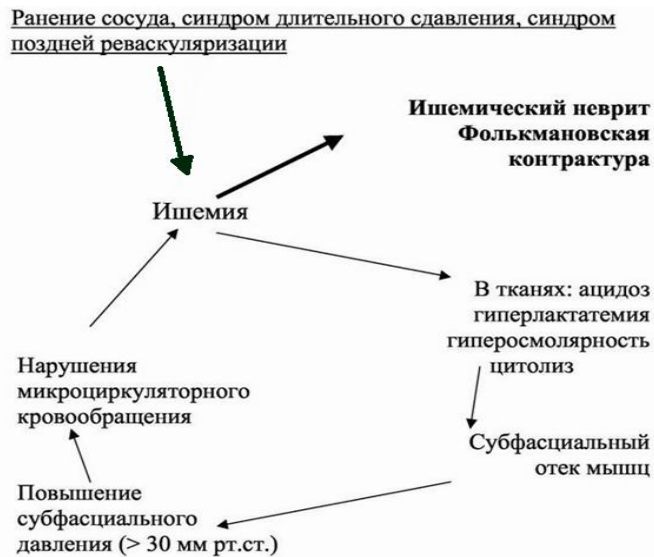 Ранение сосуда, синдром длительного сдавления, синдром
поздней реваскуляризации
Ишемический неврит
Фолькмановская
контрактура
Ишемия
В тканях: ацидоз
гиперлактатемия
гиперосмолярность
цитолиз
Субфасциальный
отек мышц
Повышение
субфасциального
давления (> 30 мм рт.ст.)
Нарушения
микроциркуляторного
кровообращения